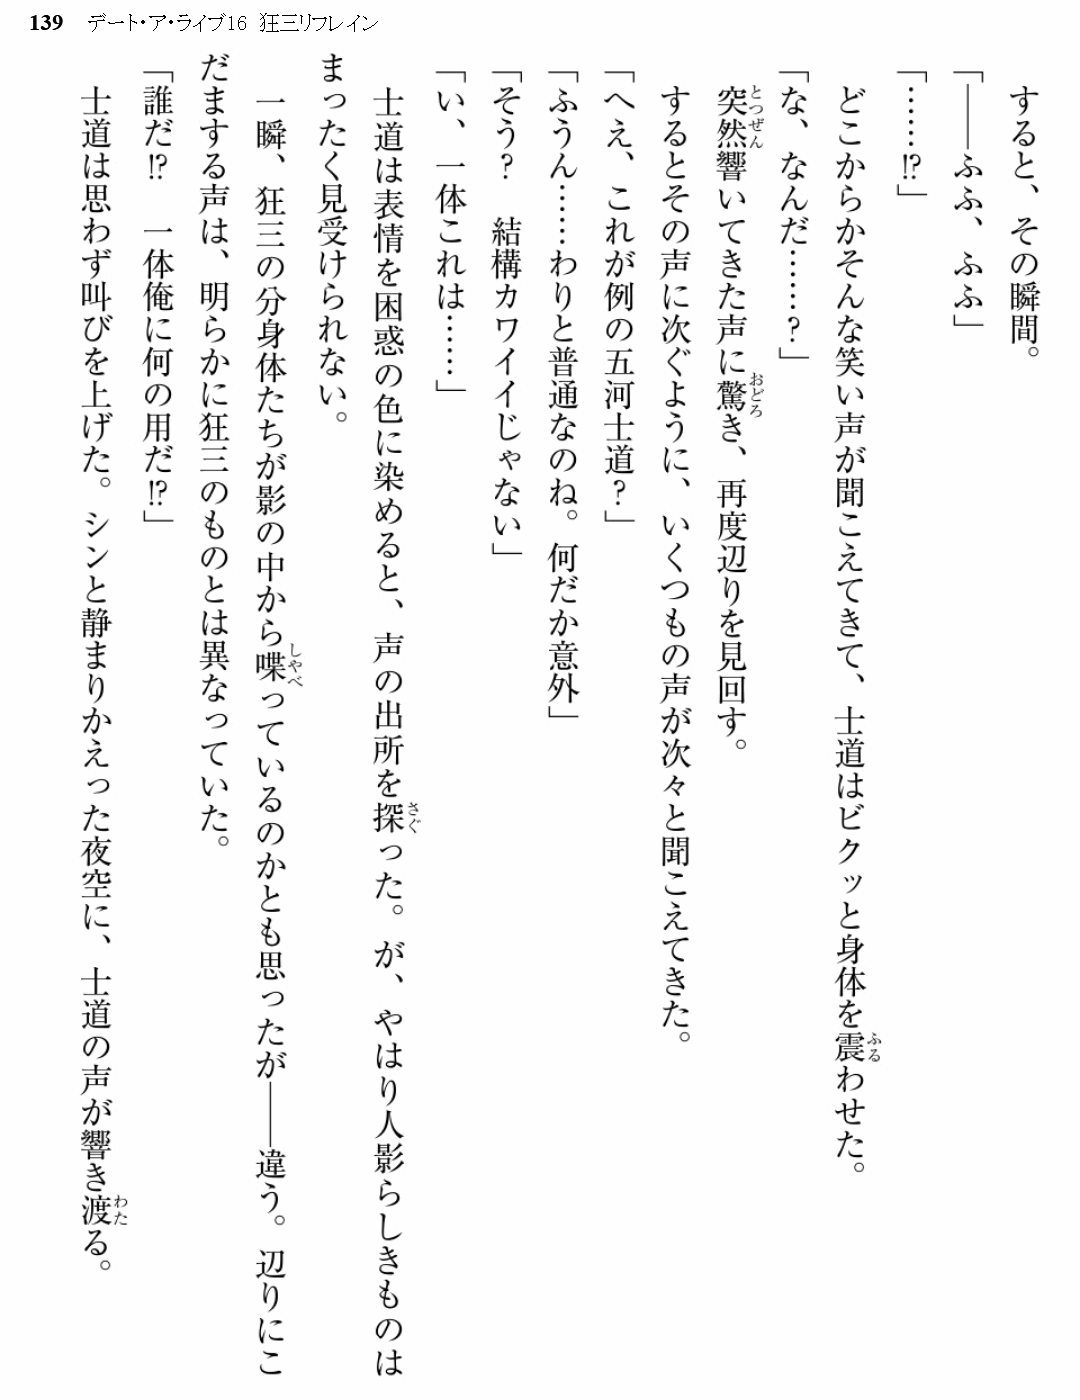 139 デート・ア・ライブ16 狂三リフレイン
すると、その瞬間。
「――ふふ、ふふ」
「……!?」
どこからかそんな笑い声が聞こえてきて、士道はビクッと身体を震わせた。
「な、なんだ……?」
突然響いてきた声に驚き、再度辺りを見回す。
するとその声に次ぐように、いくつもの声が次々と聞こえてきた。
「へえ、これが例の五河士道?」
「ふうん……わりと普通なのね。何だか意外」
「そう? 結構カワイイじゃない」
「い、一体これは……」
士道は表情を困惑の色に染めると、声の出所を探った。が、やはり人影らしきものは
まったく見受けられない。
一瞬、狂三の分身体たちが影の中から喋っているのかとも思ったが――違う。辺りにこ
だまする声は、明らかに狂三のものとは異なっていた。
「誰だ!? 一体俺に何の用だ!?」
士道は思わず叫びを上げた。シンと静まりかえった夜空に、士道の声が響き渡る。